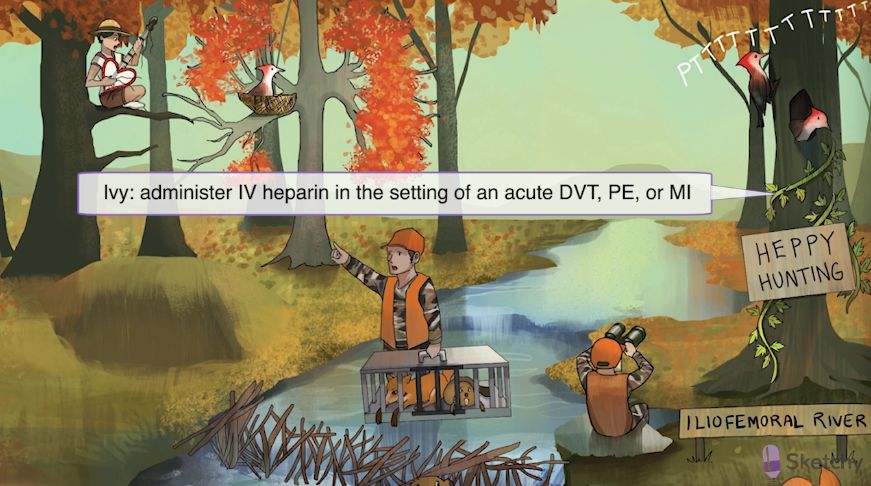 PTTTTTTTTTTTT
Ivy: administer IV heparin in the setting of an acute DVT, PE, or MI
HEPPY
HUNTING
ILIOFEMORAL RIVER
Sketchy